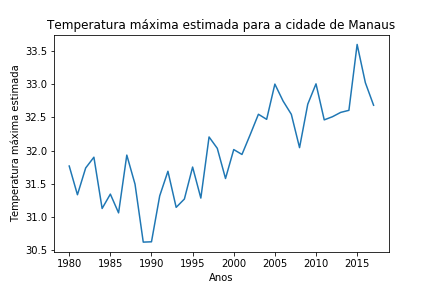 Temperatura máxima estimada para a cidade de Manaus
Temperatura máxima estimada
33.5
33.0
32.5
32.0
31.5
31.0
30.5
1980 1985 1990 1995 2000 2005 2010 2015
Anos